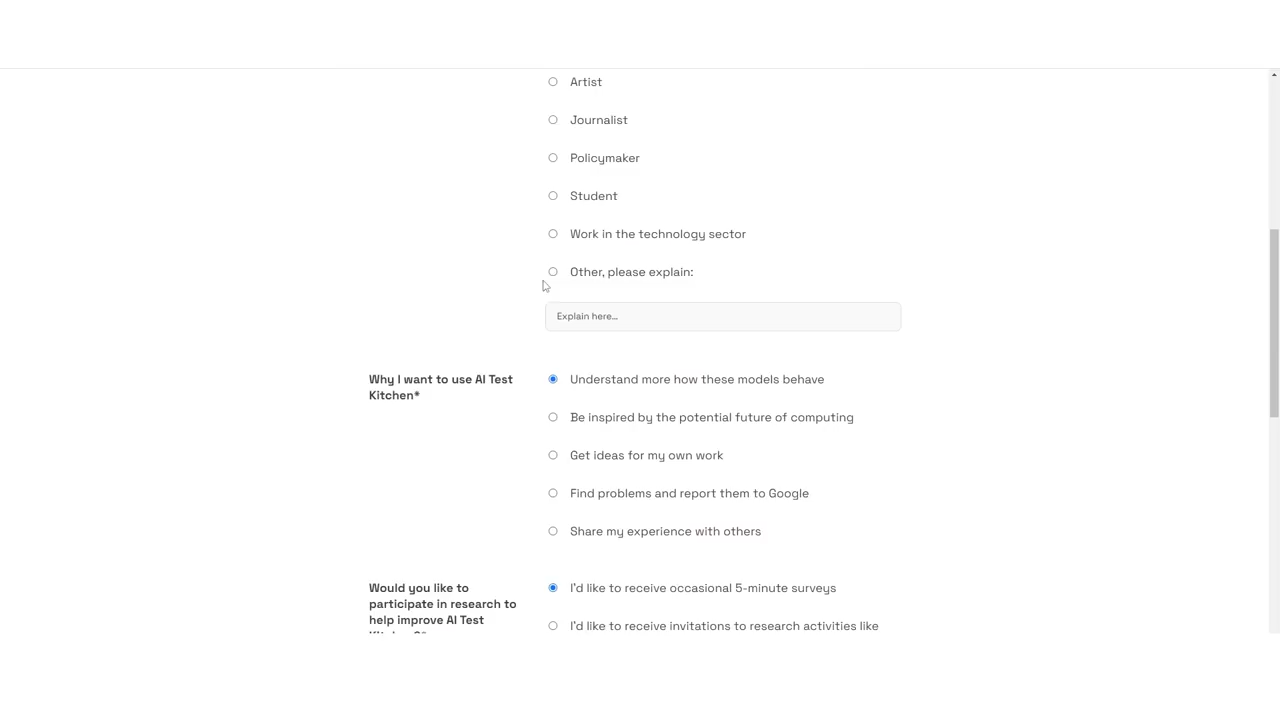 Artist
Journalist
Policymaker
Student
Work in the technology sector
Other, please explain:
Explain here...
Why I want to use AI Test
Kitchen*
Understand more how these models behave
Be inspired by the potential future of computing
Get ideas for my own work
Find problems and report them to Google
Share my experience with others
Would you like to
participate in research to
help improve AI Test
I'd like to receive occasional 5-minute surveys
I'd like to receive invitations to research activities like